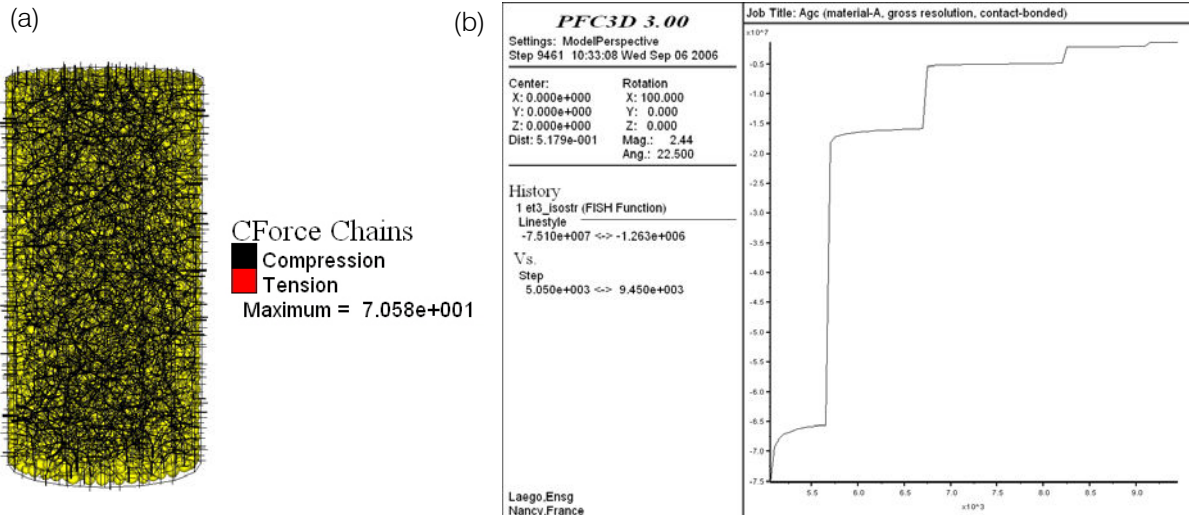 (a)
CForce Chains
Compression
Tension
Maximum = 7.058e+001
(b)
PFC3D 3.00
Settings: ModelPerspective
Step 9461 10:33:08 Wed Sep 06 2006
Center: Rotation
X: 0.000e+000 X: 100.000
Y: 0.000e+000 Y: 0.000
Z: 0.000e+000 Z: 0.000
Dist: 5.179e-001 Mag.: 2.44
Ang.: 22.500
History
1 et3_isostr (FISH Function)
Linestyle
-7.510e+007 <-> -1.263e+006
Vs.
Step
5.050e+003 <-> 9.450e+003
Laego,Ensg
Nancy,France
Job Title: Agc (material-A, gross resolution, contact-bonded)
x10^7
-0.5
-1.0
-1.5
-2.0
-2.5
-3.0
-3.5
-4.0
-4.5
-5.0
-5.5
-6.0
-6.5
-7.0
-7.5
5.5 6.0 6.5 7.0 7.5 8.0 8.5 9.0
x10^3